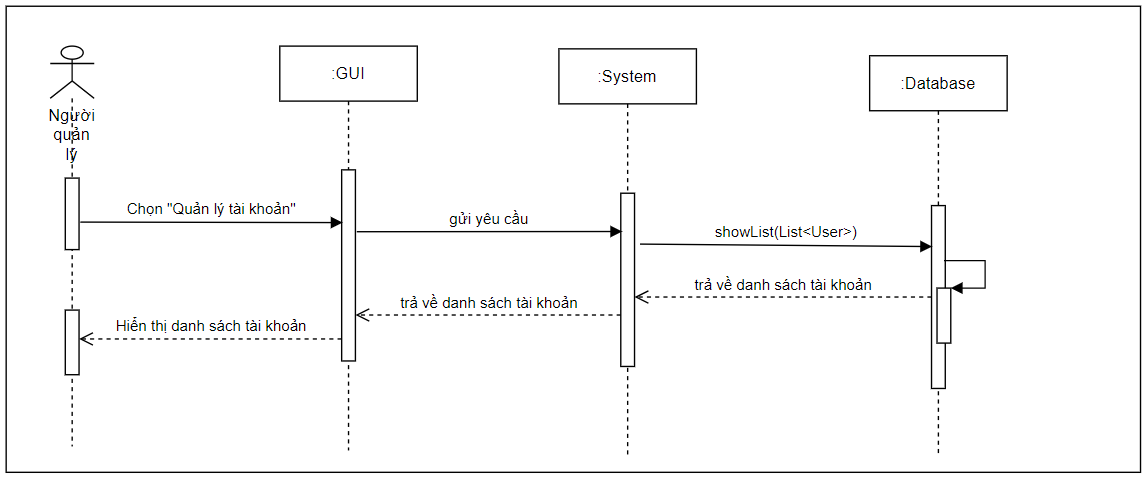 :GUI
:System
:Database
Người
quản
lý
Chọn "Quản lý tài khoản"
gửi yêu cầu
showList(List<User>)
trả về danh sách tài khoản
trả về danh sách tài khoản
Hiển thị danh sách tài khoản